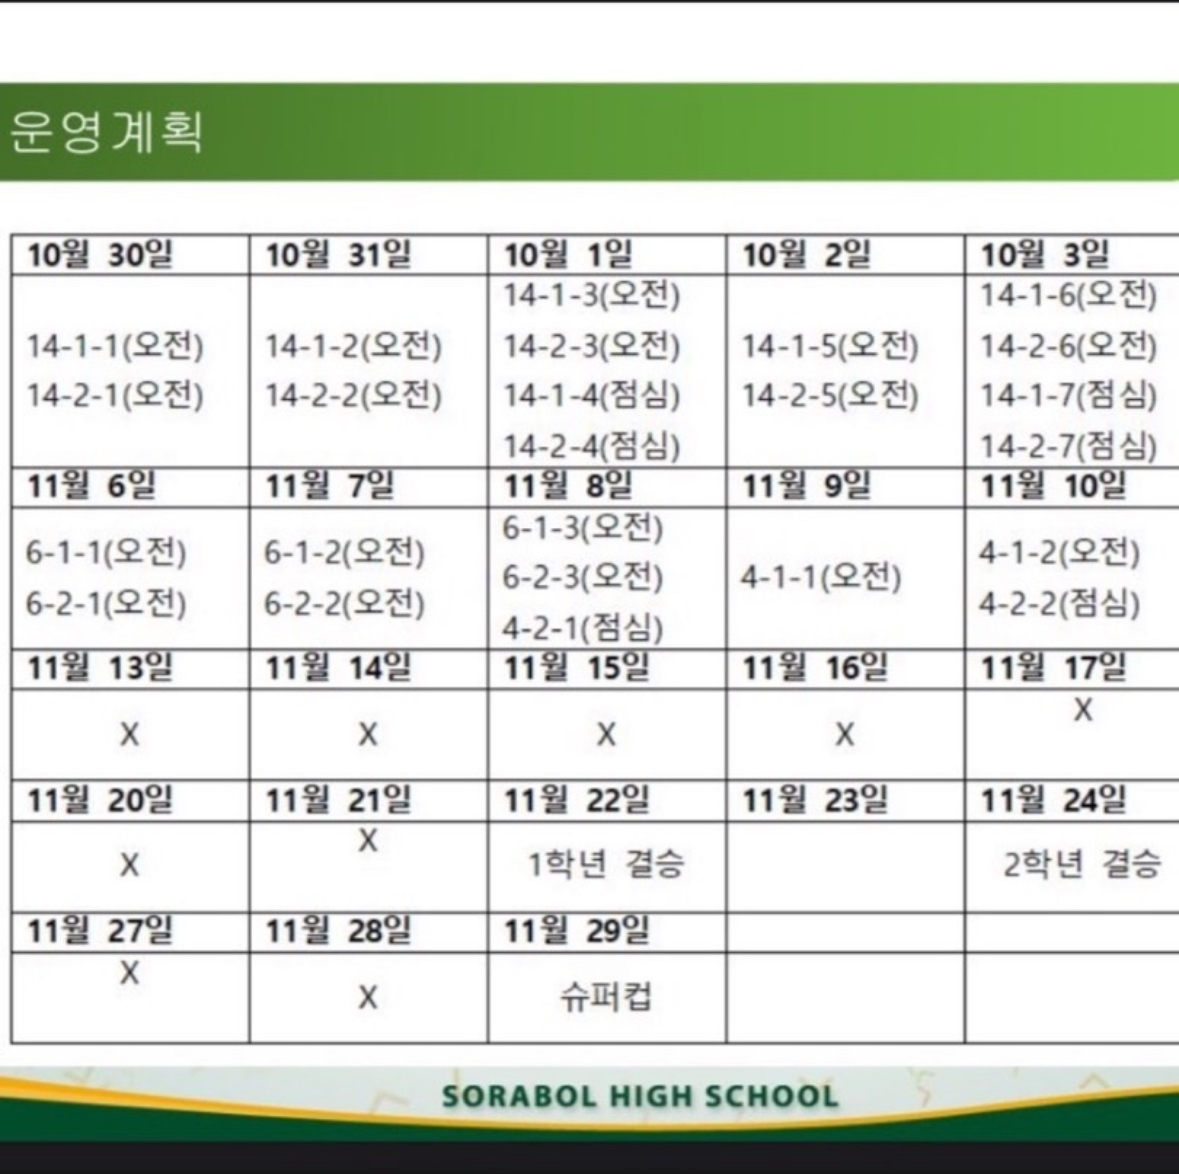 운영계획
10월 30일 10월 31일 10월 1일 10월 2일 10월 3일
14-1-1(오전)
14-2-1(오전)
14-1-2(오전)
14-2-2(오전)
14-1-3(오전)
14-2-3(오전)
14-1-4(점심)
14-2-4(점심)
14-1-5(오전)
14-2-5(오전)
14-1-6(오전)
14-2-6(오전)
14-1-7(점심)
14-2-7(점심)
11월 6일 11월 7일 11월 8일 11월 9일 11월 10일
6-1-1(오전)
6-2-1(오전)
6-1-2(오전)
6-2-2(오전)
6-1-3(오전)
6-2-3(오전)
4-2-1(점심)
4-1-1(오전)
4-1-2(오전)
4-2-2(점심)
11월 13일 11월 14일 11월 15일 11월 16일 11월 17일
X X X X X
11월 20일 11월 21일 11월 22일 11월 23일 11월 24일
X X 1학년 결승 2학년 결승
11월 27일 11월 28일 11월 29일
X X 슈퍼컵
SORABOL HIGH SCHOOL